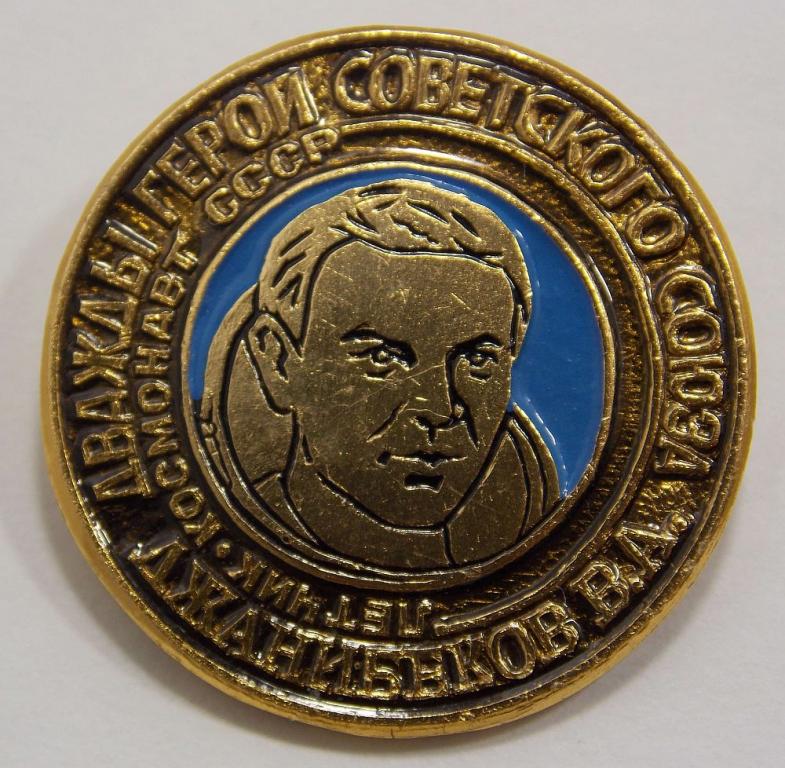 ДВАЖДЫ ГЕРОЙ СОВЕТСКОГО СОЮЗА
ЛЕТЧИК-КОСМОНАВТ СССР
ДЖАНИБЕКОВ В.А.